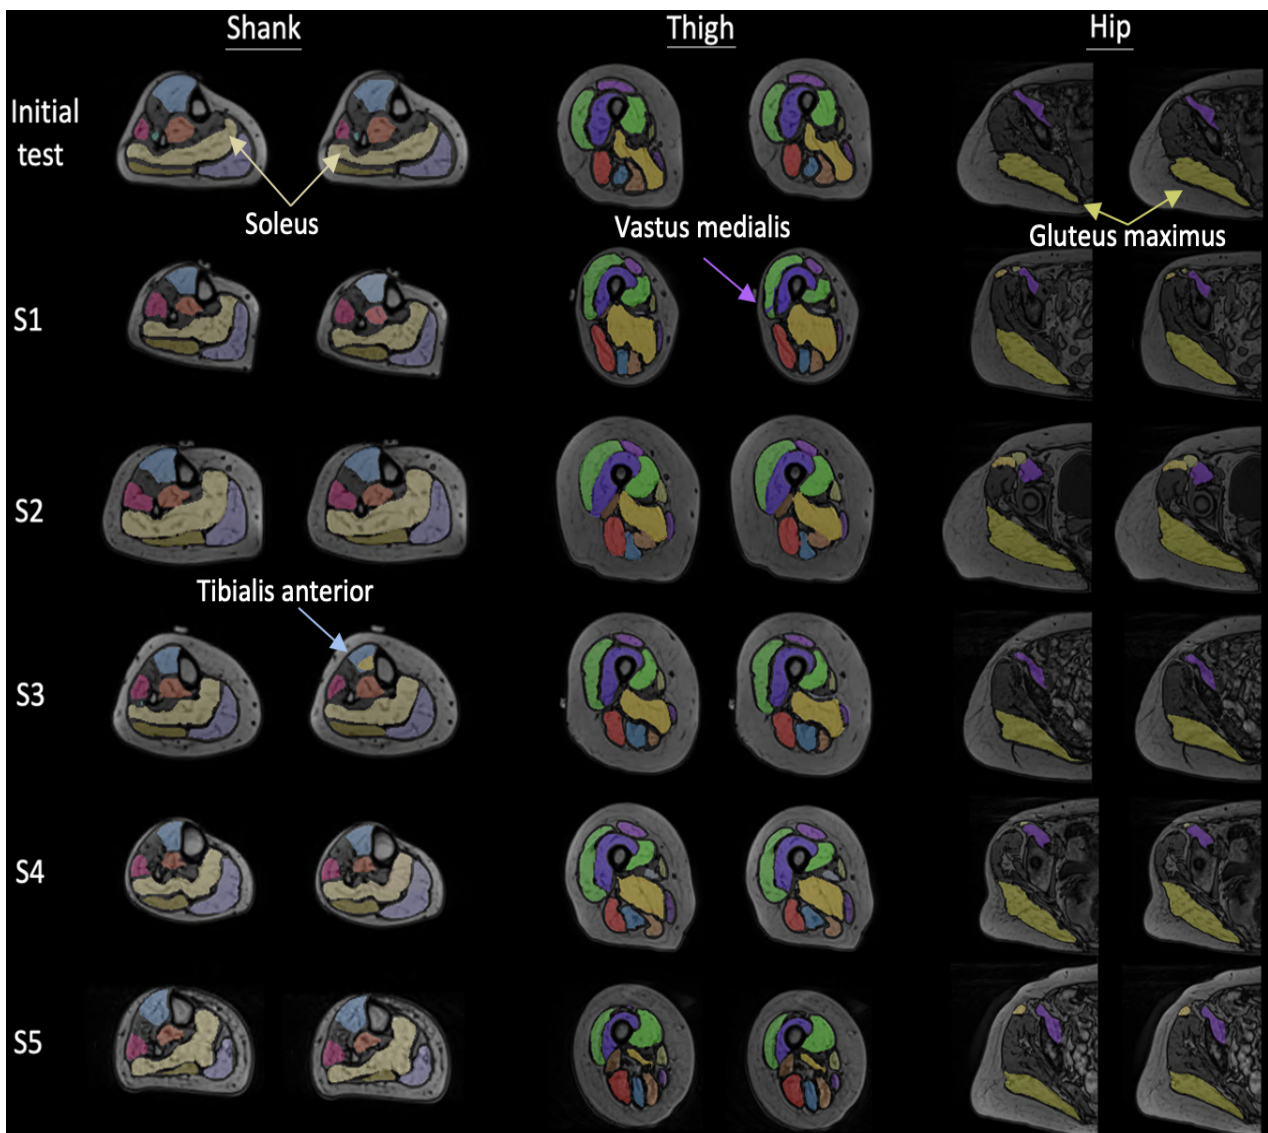 Shank Thigh Hip
Initial
test
Soleus
Vastus medialis
Gluteus maximus
S1
S2
Tibialis anterior
S3
S4
S5